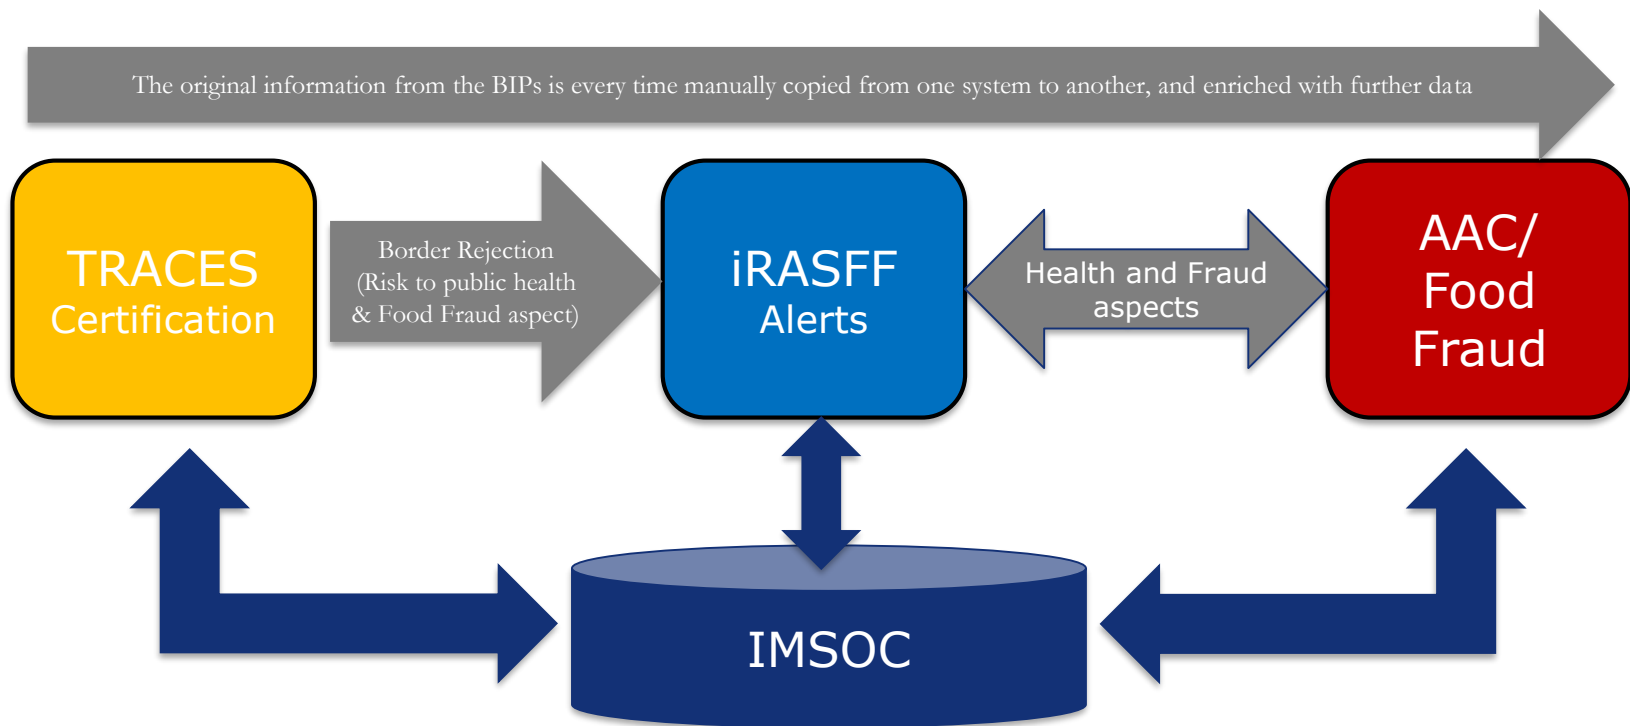 The original information from the BIPs is every time manually copied from one system to another, and enriched with further data
TRACES
Certification
Border Rejection
(Risk to public health
& Food Fraud aspect)
iRASFF
Alerts
Health and Fraud
aspects
AAC/
Food
Fraud
IMSOC